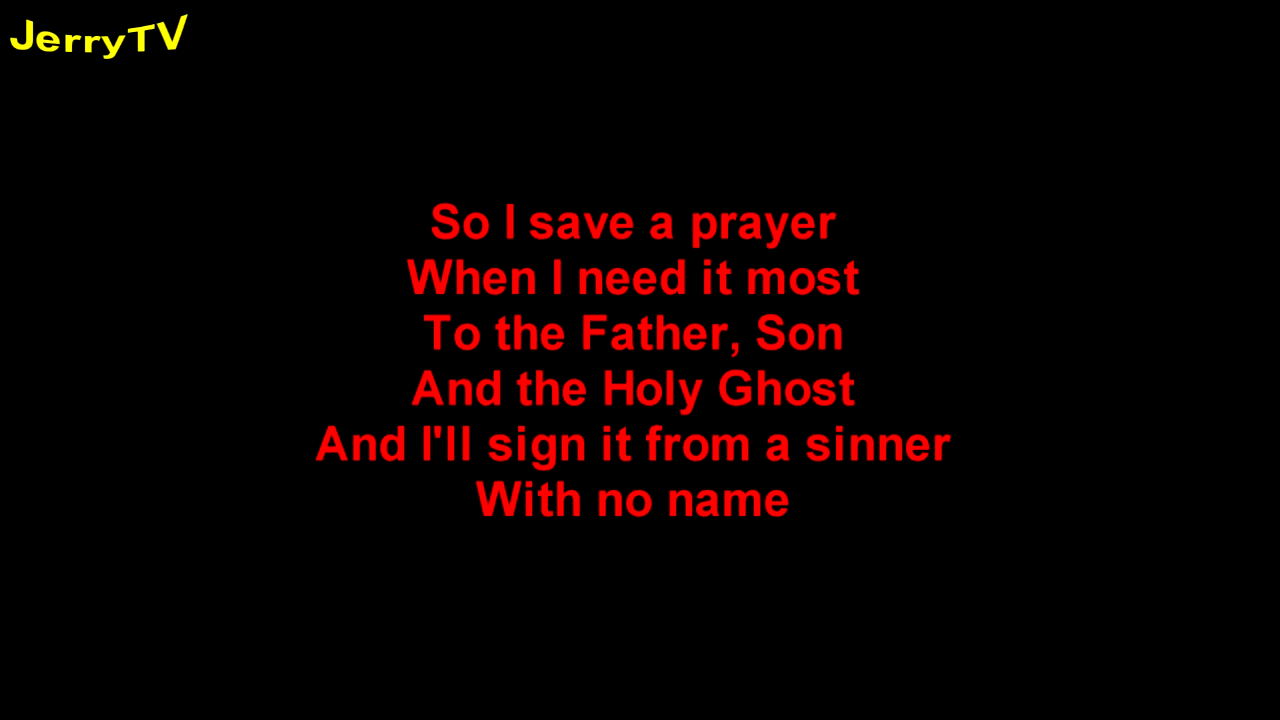 JerryTV
So I save a prayer
When I need it most
To the Father, Son
And the Holy Ghost
And I'll sign it from a sinner
With no name